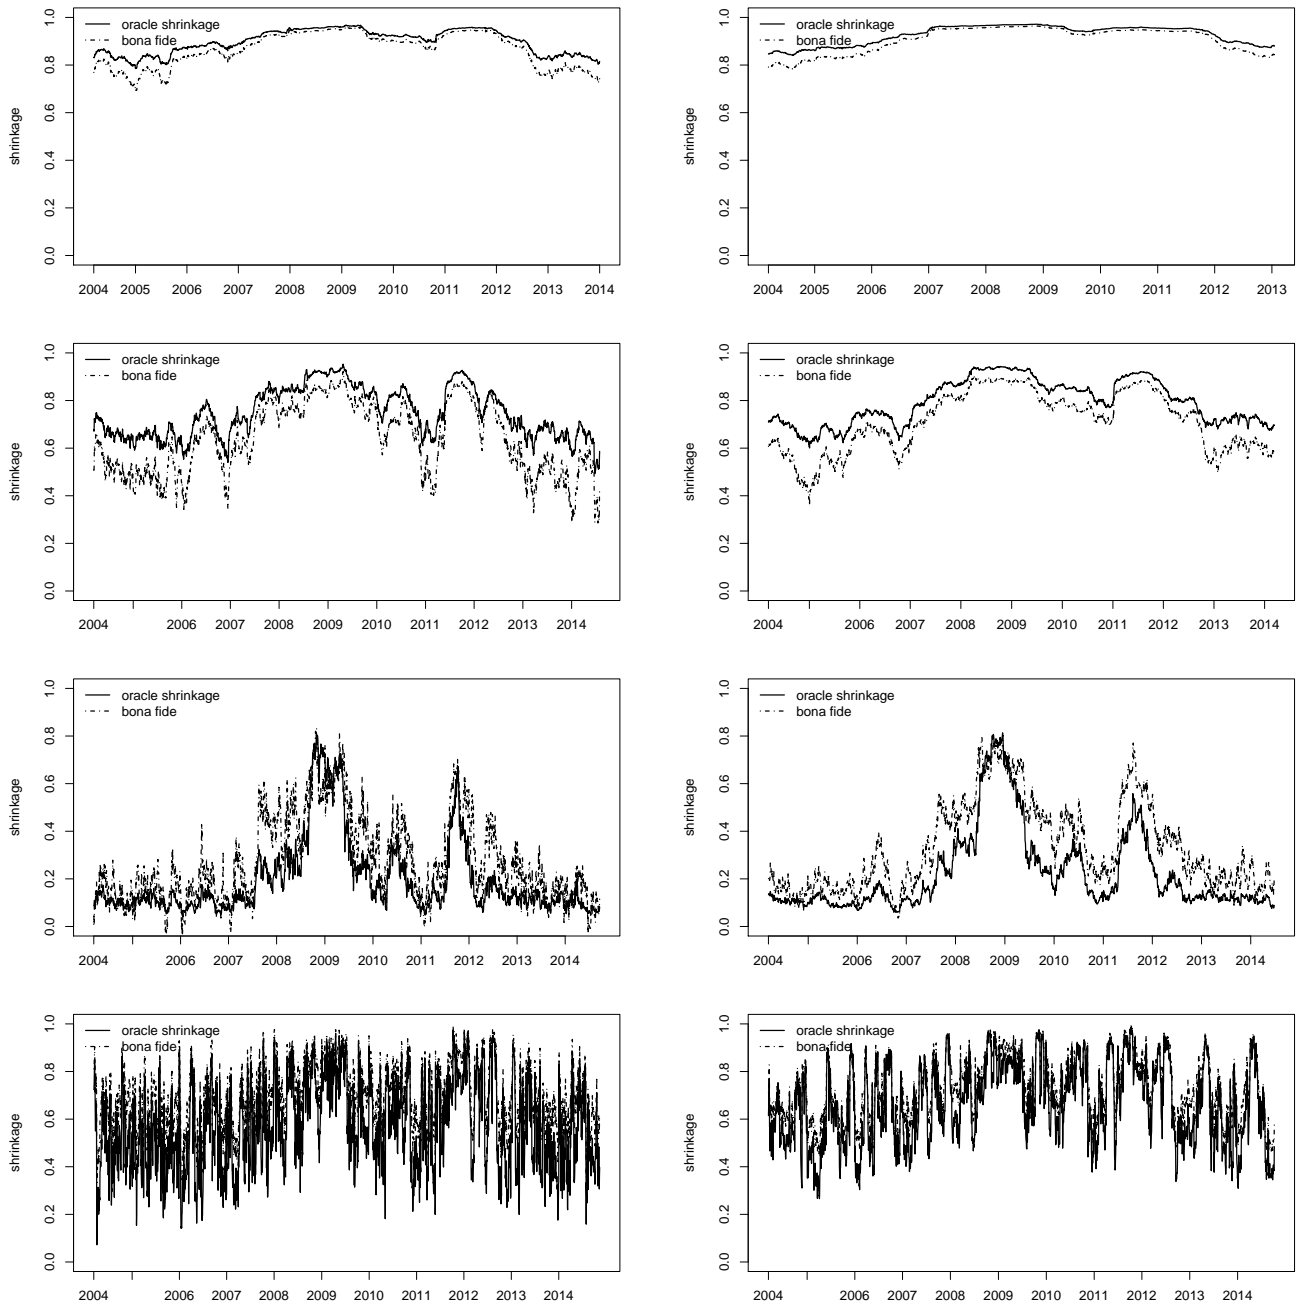 oracle shrinkage
bona fide
shrinkage
0.0 0.2 0.4 0.6 0.8 1.0
2004 2005 2006 2007 2008 2009 2010 2011 2012 2013 2014
oracle shrinkage
bona fide
shrinkage
0.0 0.2 0.4 0.6 0.8 1.0
2004 2005 2006 2007 2008 2009 2010 2011 2012 2013
oracle shrinkage
bona fide
shrinkage
0.0 0.2 0.4 0.6 0.8 1.0
2004 2006 2007 2008 2009 2010 2011 2012 2013 2014
oracle shrinkage
bona fide
shrinkage
0.0 0.2 0.4 0.6 0.8 1.0
2004 2006 2007 2008 2009 2010 2011 2012 2013 2014
oracle shrinkage
bona fide
shrinkage
0.0 0.2 0.4 0.6 0.8 1.0
2004 2006 2007 2008 2009 2010 2011 2012 2013 2014
oracle shrinkage
bona fide
shrinkage
0.0 0.2 0.4 0.6 0.8 1.0
2004 2006 2007 2008 2009 2010 2011 2012 2013 2014
oracle shrinkage
bona fide
shrinkage
0.0 0.2 0.4 0.6 0.8 1.0
2004 2006 2007 2008 2009 2010 2011 2012 2013 2014
oracle shrinkage
bona fide
shrinkage
0.0 0.2 0.4 0.6 0.8 1.0
2004 2006 2007 2008 2009 2010 2011 2012 2013 2014